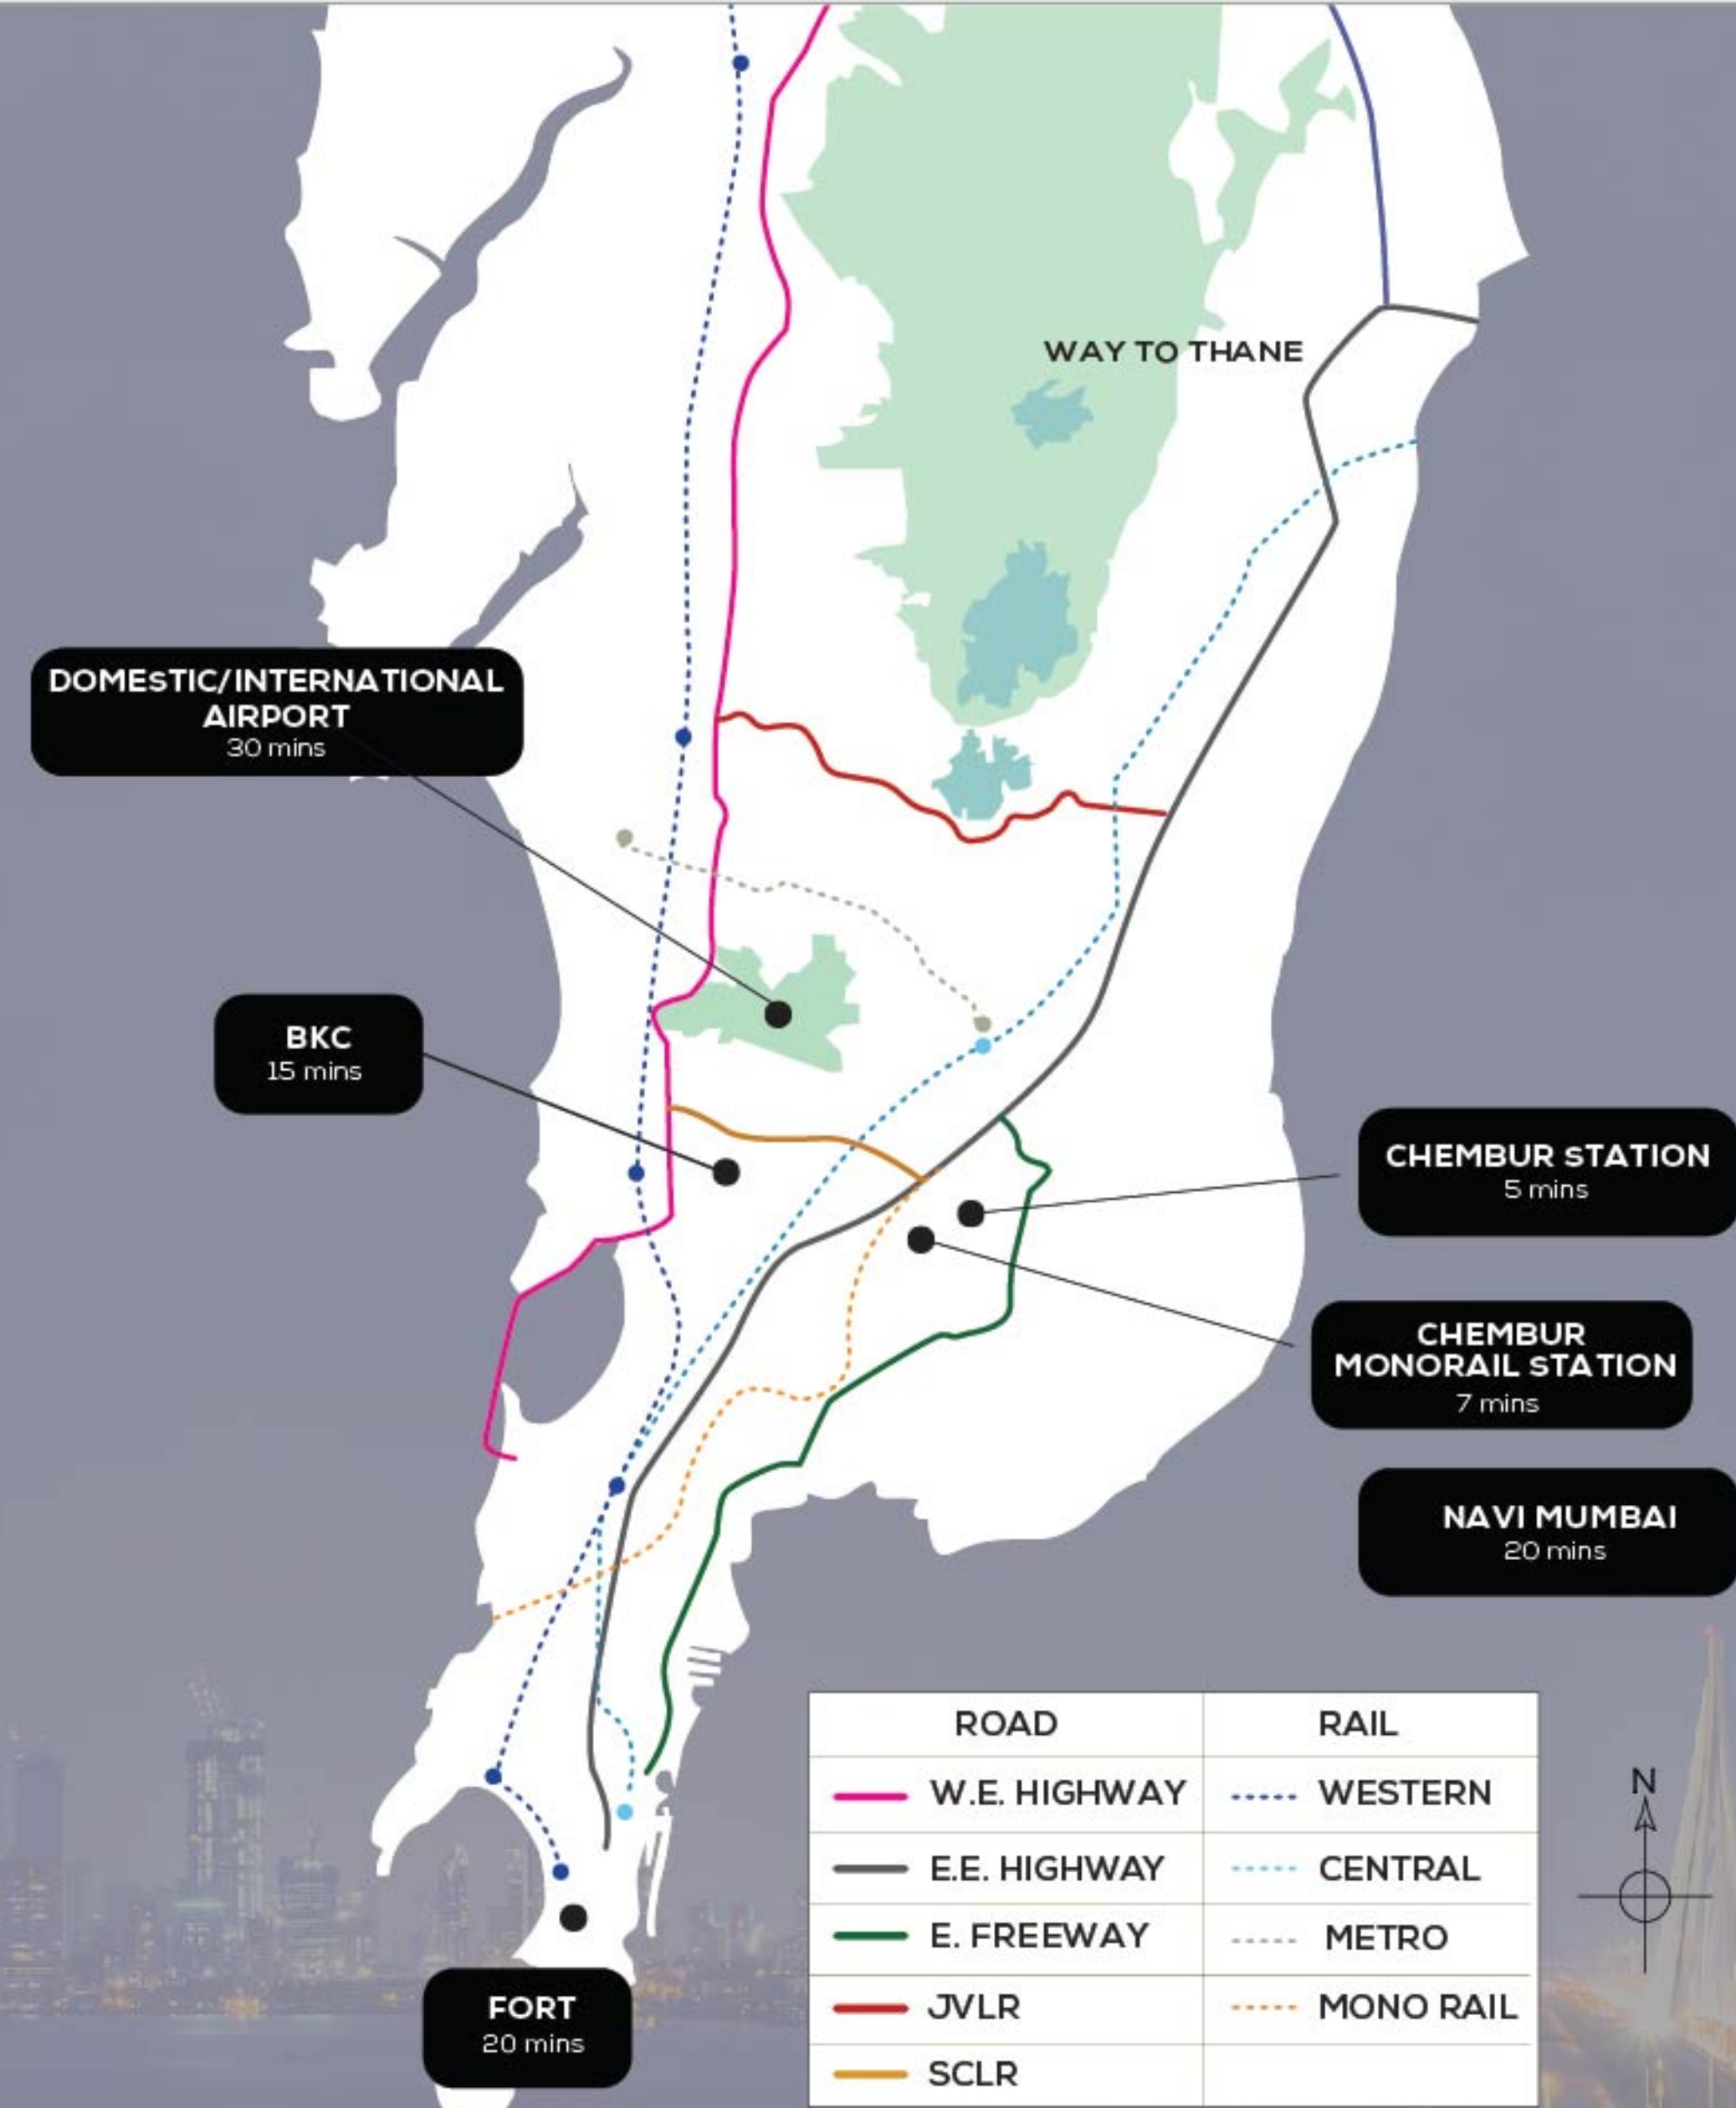 WAY TO THANE
DOMEsTIC/INTERNATIONAL
AIRPORT
30 mins
BKC
15 mins
CHEMBUR sTATION
5 mins
CHEMBUR
MONORAIL STATION
7 mins
NAVI MUMBAI
20 mins
FORT
20 mins
ROAD RAIL
W.E. HIGHWAY WESTERN
E.E. HIGHWAY CENTRAL
E. FREEWAY METRO
JVLR MONO RAIL
SCLR
N